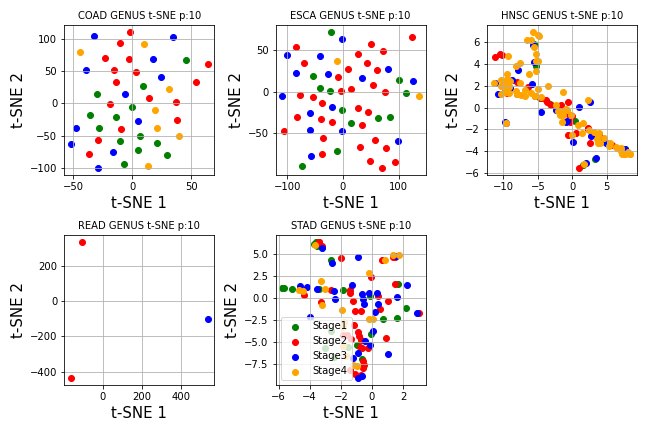 COAD GENUS t-SNE p:10
ESCA GENUS t-SNE p:10
HNSC GENUS t-SNE p:10
t-SNE 2
100
50
0
−50
−100
−50
0
50
t-SNE 1
t-SNE 2
50
0
−50
−100
0
100
t-SNE 1
t-SNE 2
6
4
2
0
−2
−4
−6
−10
−5
0
5
t-SNE 1
READ GENUS t-SNE p:10
STAD GENUS t-SNE p:10
t-SNE 2
200
0
−200
−400
0
200
400
t-SNE 1
t-SNE 2
5.0
2.5
0.0
−2.5
−5.0
−7.5
−6
−4
−2
0
2
t-SNE 1
Stage1
Stage2
Stage3
Stage4